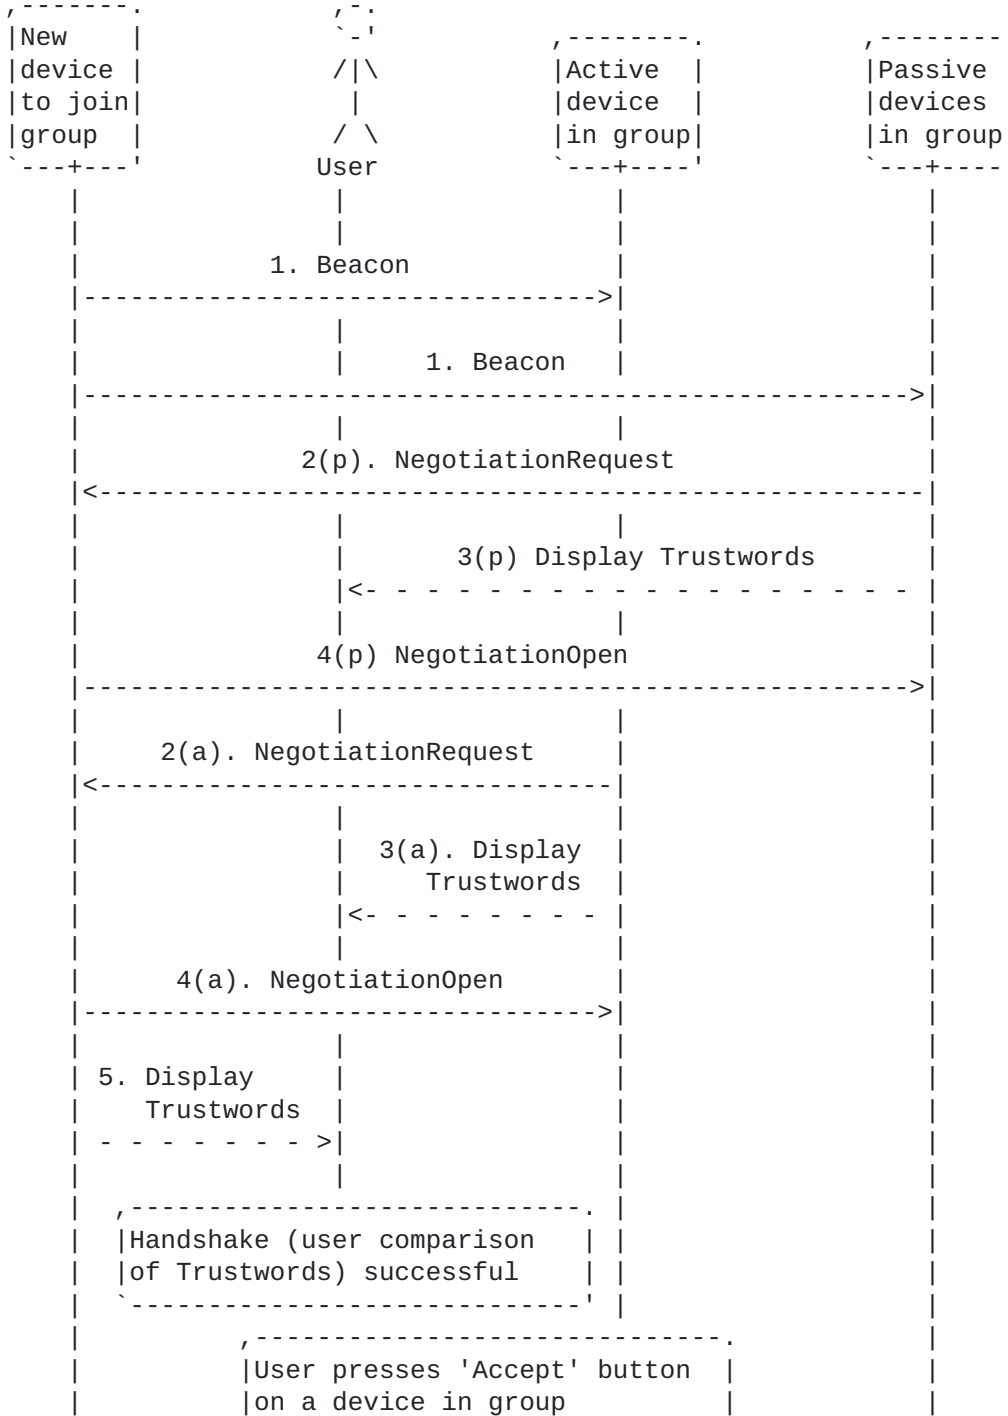 New
device
to join
group
User
Active
device
in group
Passive
devices
in group
1. Beacon
1. Beacon
2(p). NegotiationRequest
3(p) Display Trustwords
4(p) NegotiationOpen
2(a). NegotiationRequest
3(a). Display
Trustwords
4(a). NegotiationOpen
5. Display
Trustwords
Handshake (user comparison
of Trustwords) successful
User presses 'Accept' button
on a device in group